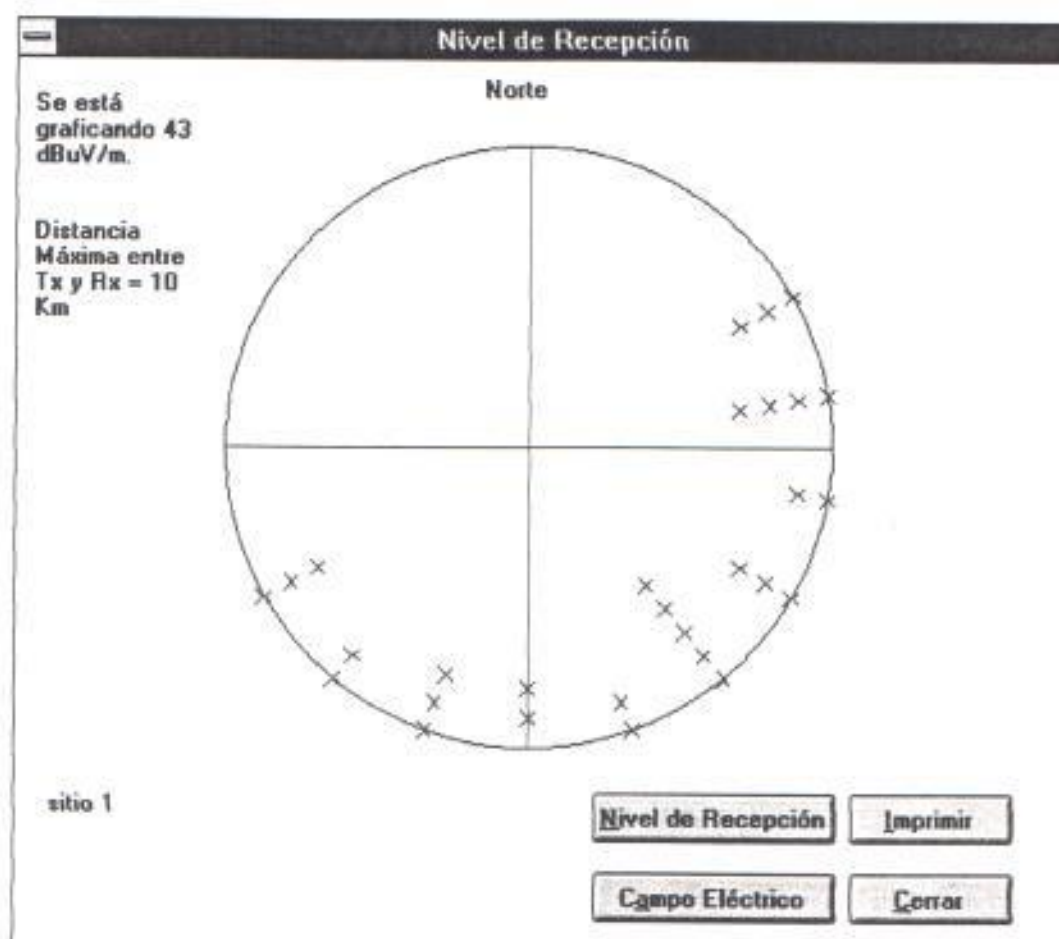 Nivel de Recepción
Norte
Se está
graficando 43
dBuV/m.
Distancia
Máxima entre
Tx y Rx = 10
Km
sitio 1
Nivel de Recepción
Imprimir
Campo Eléctrico
Cerrar